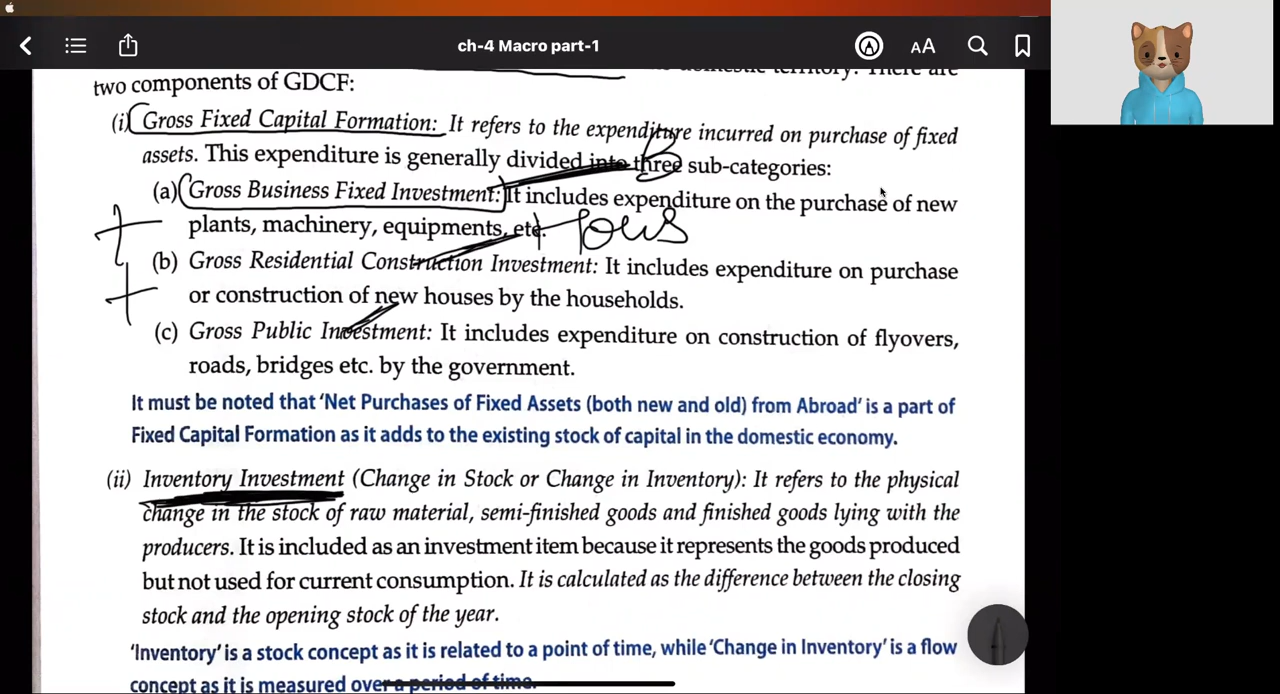 ch-4 Macro part-1
AA
domestic territory. There are
two components of GDCF:
(i) Gross Fixed Capital Formation: It refers to the expenditure incurred on purchase of fixed
assets. This expenditure is generally divided into three sub-categories:
(a) Gross Business Fixed Investment: It includes expenditure on the purchase of new
plants, machinery, equipments, etc.
(b) Gross Residential Construction Investment: It includes expenditure on purchase
or construction of new houses by the households.
(c) Gross Public Investment: It includes expenditure on construction of flyovers,
roads, bridges etc. by the government.
It must be noted that 'Net Purchases of Fixed Assets (both new and old) from Abroad' is a part of
Fixed Capital Formation as it adds to the existing stock of capital in the domestic economy.
(ii) Inventory Investment (Change in Stock or Change in Inventory): It refers to the physical
change in the stock of raw material, semi-finished goods and finished goods lying with the
producers. It is included as an investment item because it represents the goods produced
but not used for current consumption. It is calculated as the difference between the closing
stock and the opening stock of the year.
'Inventory' is a stock concept as it is related to a point of time, while 'Change in Inventory' is a flow
concept as it is measured over a period of time.